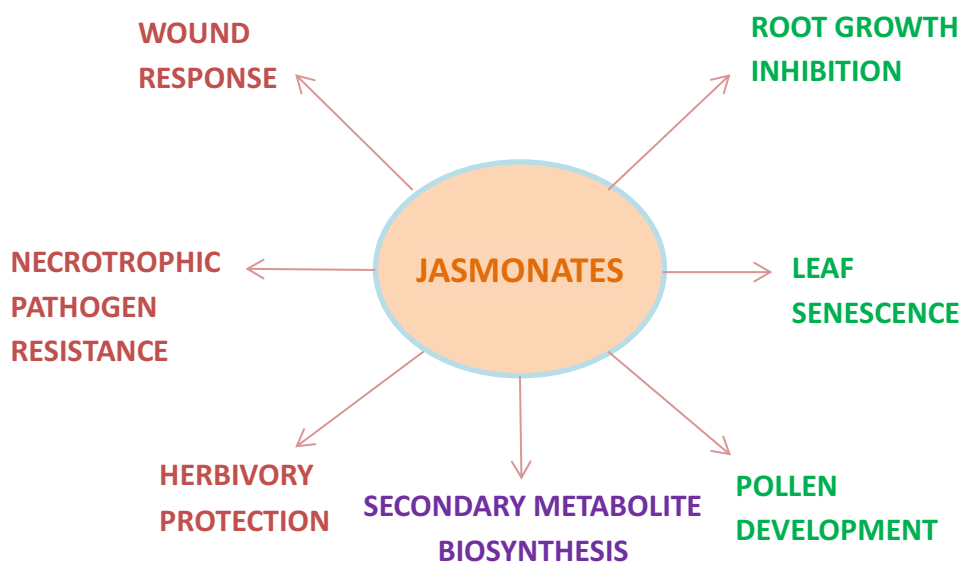 WOUND
RESPONSE
ROOT GROWTH
INHIBITION
NECROTROPHIC
PATHOGEN
RESISTANCE
JASMONATES
LEAF
SENESCENCE
HERBIVORY
PROTECTION
SECONDARY METABOLITE
BIOSYNTHESIS
POLLEN
DEVELOPMENT